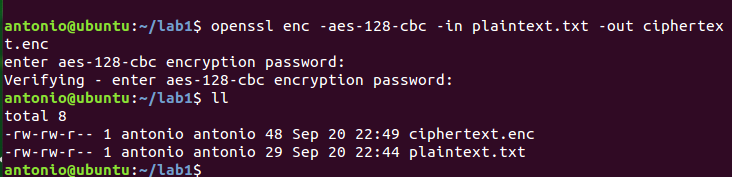 antonio@ubuntu:~/lab1$ openssl enc -aes-128-cbc -in plaintext.txt -out ciphertex
t.enc
enter aes-128-cbc encryption password:
Verifying - enter aes-128-cbc encryption password:
antonio@ubuntu:~/lab1$ ll
total 8
-rw-rw-r-- 1 antonio antonio 48 Sep 20 22:49 ciphertext.enc
-rw-rw-r-- 1 antonio antonio 29 Sep 20 22:44 plaintext.txt
antonio@ubuntu:~/lab1$